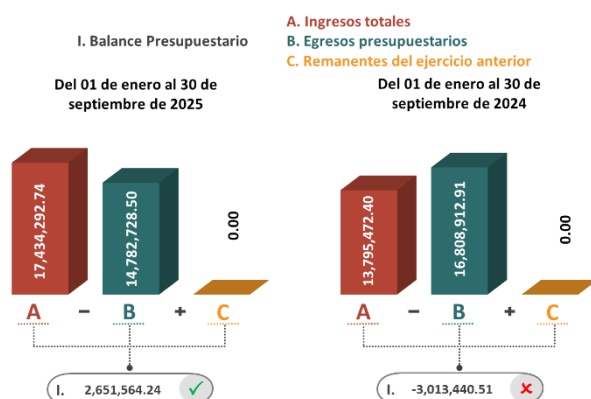 A. Ingresos totales
I. Balance Presupuestario
B. Egresos presupuestarios
C. Remanentes del ejercicio anterior
Del 01 de enero al 30 de
septiembre de 2025
17,434,292.74
14,782,728.50
0.00
A − B + C
I. 2,651,564.24 ✓
Del 01 de enero al 30 de
septiembre de 2024
13,795,472.40
16,808,912.91
0.00
A − B + C
I. -3,013,440.51 ✘